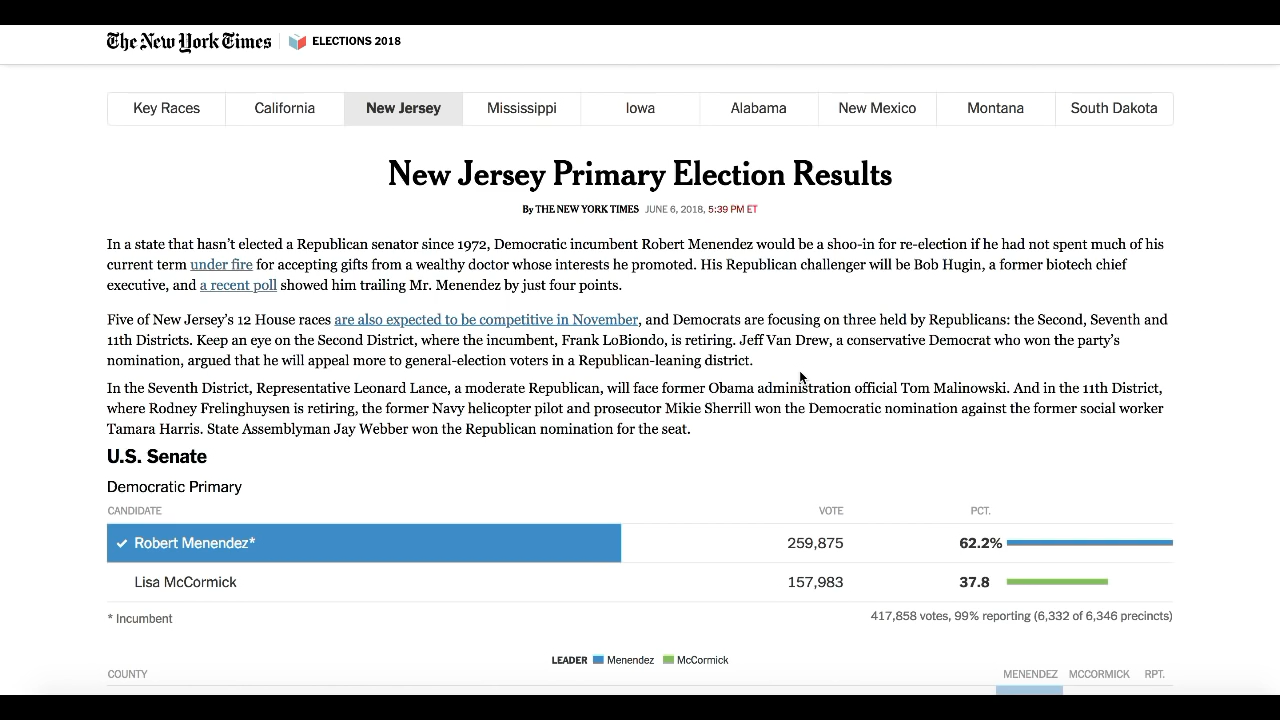 The New York Times ELECTIONS 2018
Key Races California New Jersey Mississippi Iowa Alabama New Mexico Montana South Dakota
New Jersey Primary Election Results
By THE NEW YORK TIMES JUNE 6, 2018, 5:39 PM ET
In a state that hasn’t elected a Republican senator since 1972, Democratic incumbent Robert Menendez would be a shoo-in for re-election if he had not spent much of his
current term under fire for accepting gifts from a wealthy doctor whose interests he promoted. His Republican challenger will be Bob Hugin, a former biotech chief
executive, and a recent poll showed him trailing Mr. Menendez by just four points.
Five of New Jersey’s 12 House races are also expected to be competitive in November, and Democrats are focusing on three held by Republicans: the Second, Seventh and
11th Districts. Keep an eye on the Second District, where the incumbent, Frank LoBiondo, is retiring. Jeff Van Drew, a conservative Democrat who won the party’s
nomination, argued that he will appeal more to general-election voters in a Republican-leaning district.
In the Seventh District, Representative Leonard Lance, a moderate Republican, will face former Obama administration official Tom Malinowski. And in the 11th District,
where Rodney Frelinghuysen is retiring, the former Navy helicopter pilot and prosecutor Mikie Sherrill won the Democratic nomination against the former social worker
Tamara Harris. State Assemblyman Jay Webber won the Republican nomination for the seat.
U.S. Senate
Democratic Primary
CANDIDATE VOTE PCT.
✓ Robert Menendez* 259,875 62.2%
Lisa McCormick 157,983 37.8
* Incumbent 417,858 votes, 99% reporting (6,332 of 6,346 precincts)
LEADER Menendez McCormick
COUNTY MENENDEZ MCCORMICK RPT.